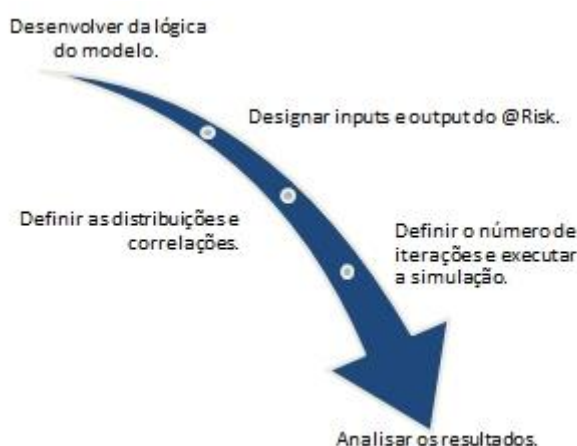 Desenvolver da lógica
do modelo.
Designar inputs e output do @Risk.
Definir as distribuições e
correlações.
Definir o número de
iterações e executar
a simulação.
Analisar os resultados.